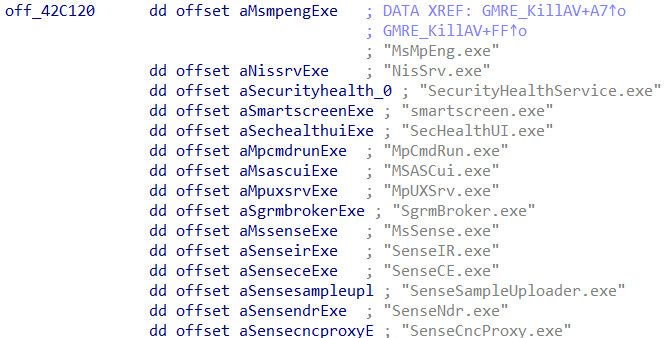 off_42C120 dd offset aMsmpengExe ; DATA XREF: GMRE_KillAV+A7↑o
; GMRE_KillAV+FF↑o
; "MsMpEng.exe"
dd offset aNissrvExe ; "NisSrv.exe"
dd offset aSecurityhealth_0 ; "SecurityHealthService.exe"
dd offset aSmartscreenExe ; "smartscreen.exe"
dd offset aSechealthuiExe ; "SecHealthUI.exe"
dd offset aMpcmdrunExe ; "MpCmdRun.exe"
dd offset aMsascuiExe ; "MSASCui.exe"
dd offset aMpuxsrvExe ; "MpUXSrv.exe"
dd offset aSgrmbrokerExe ; "SgrmBroker.exe"
dd offset aMssenseExe ; "MsSense.exe"
dd offset aSenseirExe ; "SenseIR.exe"
dd offset aSenseceExe ; "SenseCE.exe"
dd offset aSensesampleupl ; "SenseSampleUploader.exe"
dd offset aSensendrExe ; "SenseNdr.exe"
dd offset aSensecncproxyE ; "SenseCncProxy.exe"